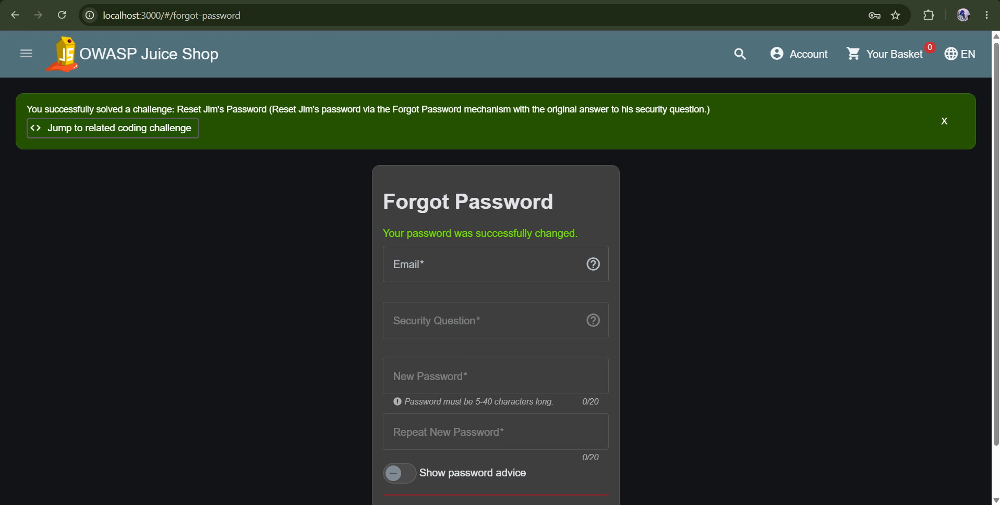 localhost:3000/#/forgot-password
JS
OWASP Juice Shop
Account
Your Basket
0
EN
You successfully solved a challenge: Reset Jim's Password (Reset Jim's password via the Forgot Password mechanism with the original answer to his security question.)
X
<> Jump to related coding challenge
Forgot Password
Your password was successfully changed.
Email*
Security Question*
New Password*
Password must be 5-40 characters long.
0/20
Repeat New Password*
0/20
Show password advice